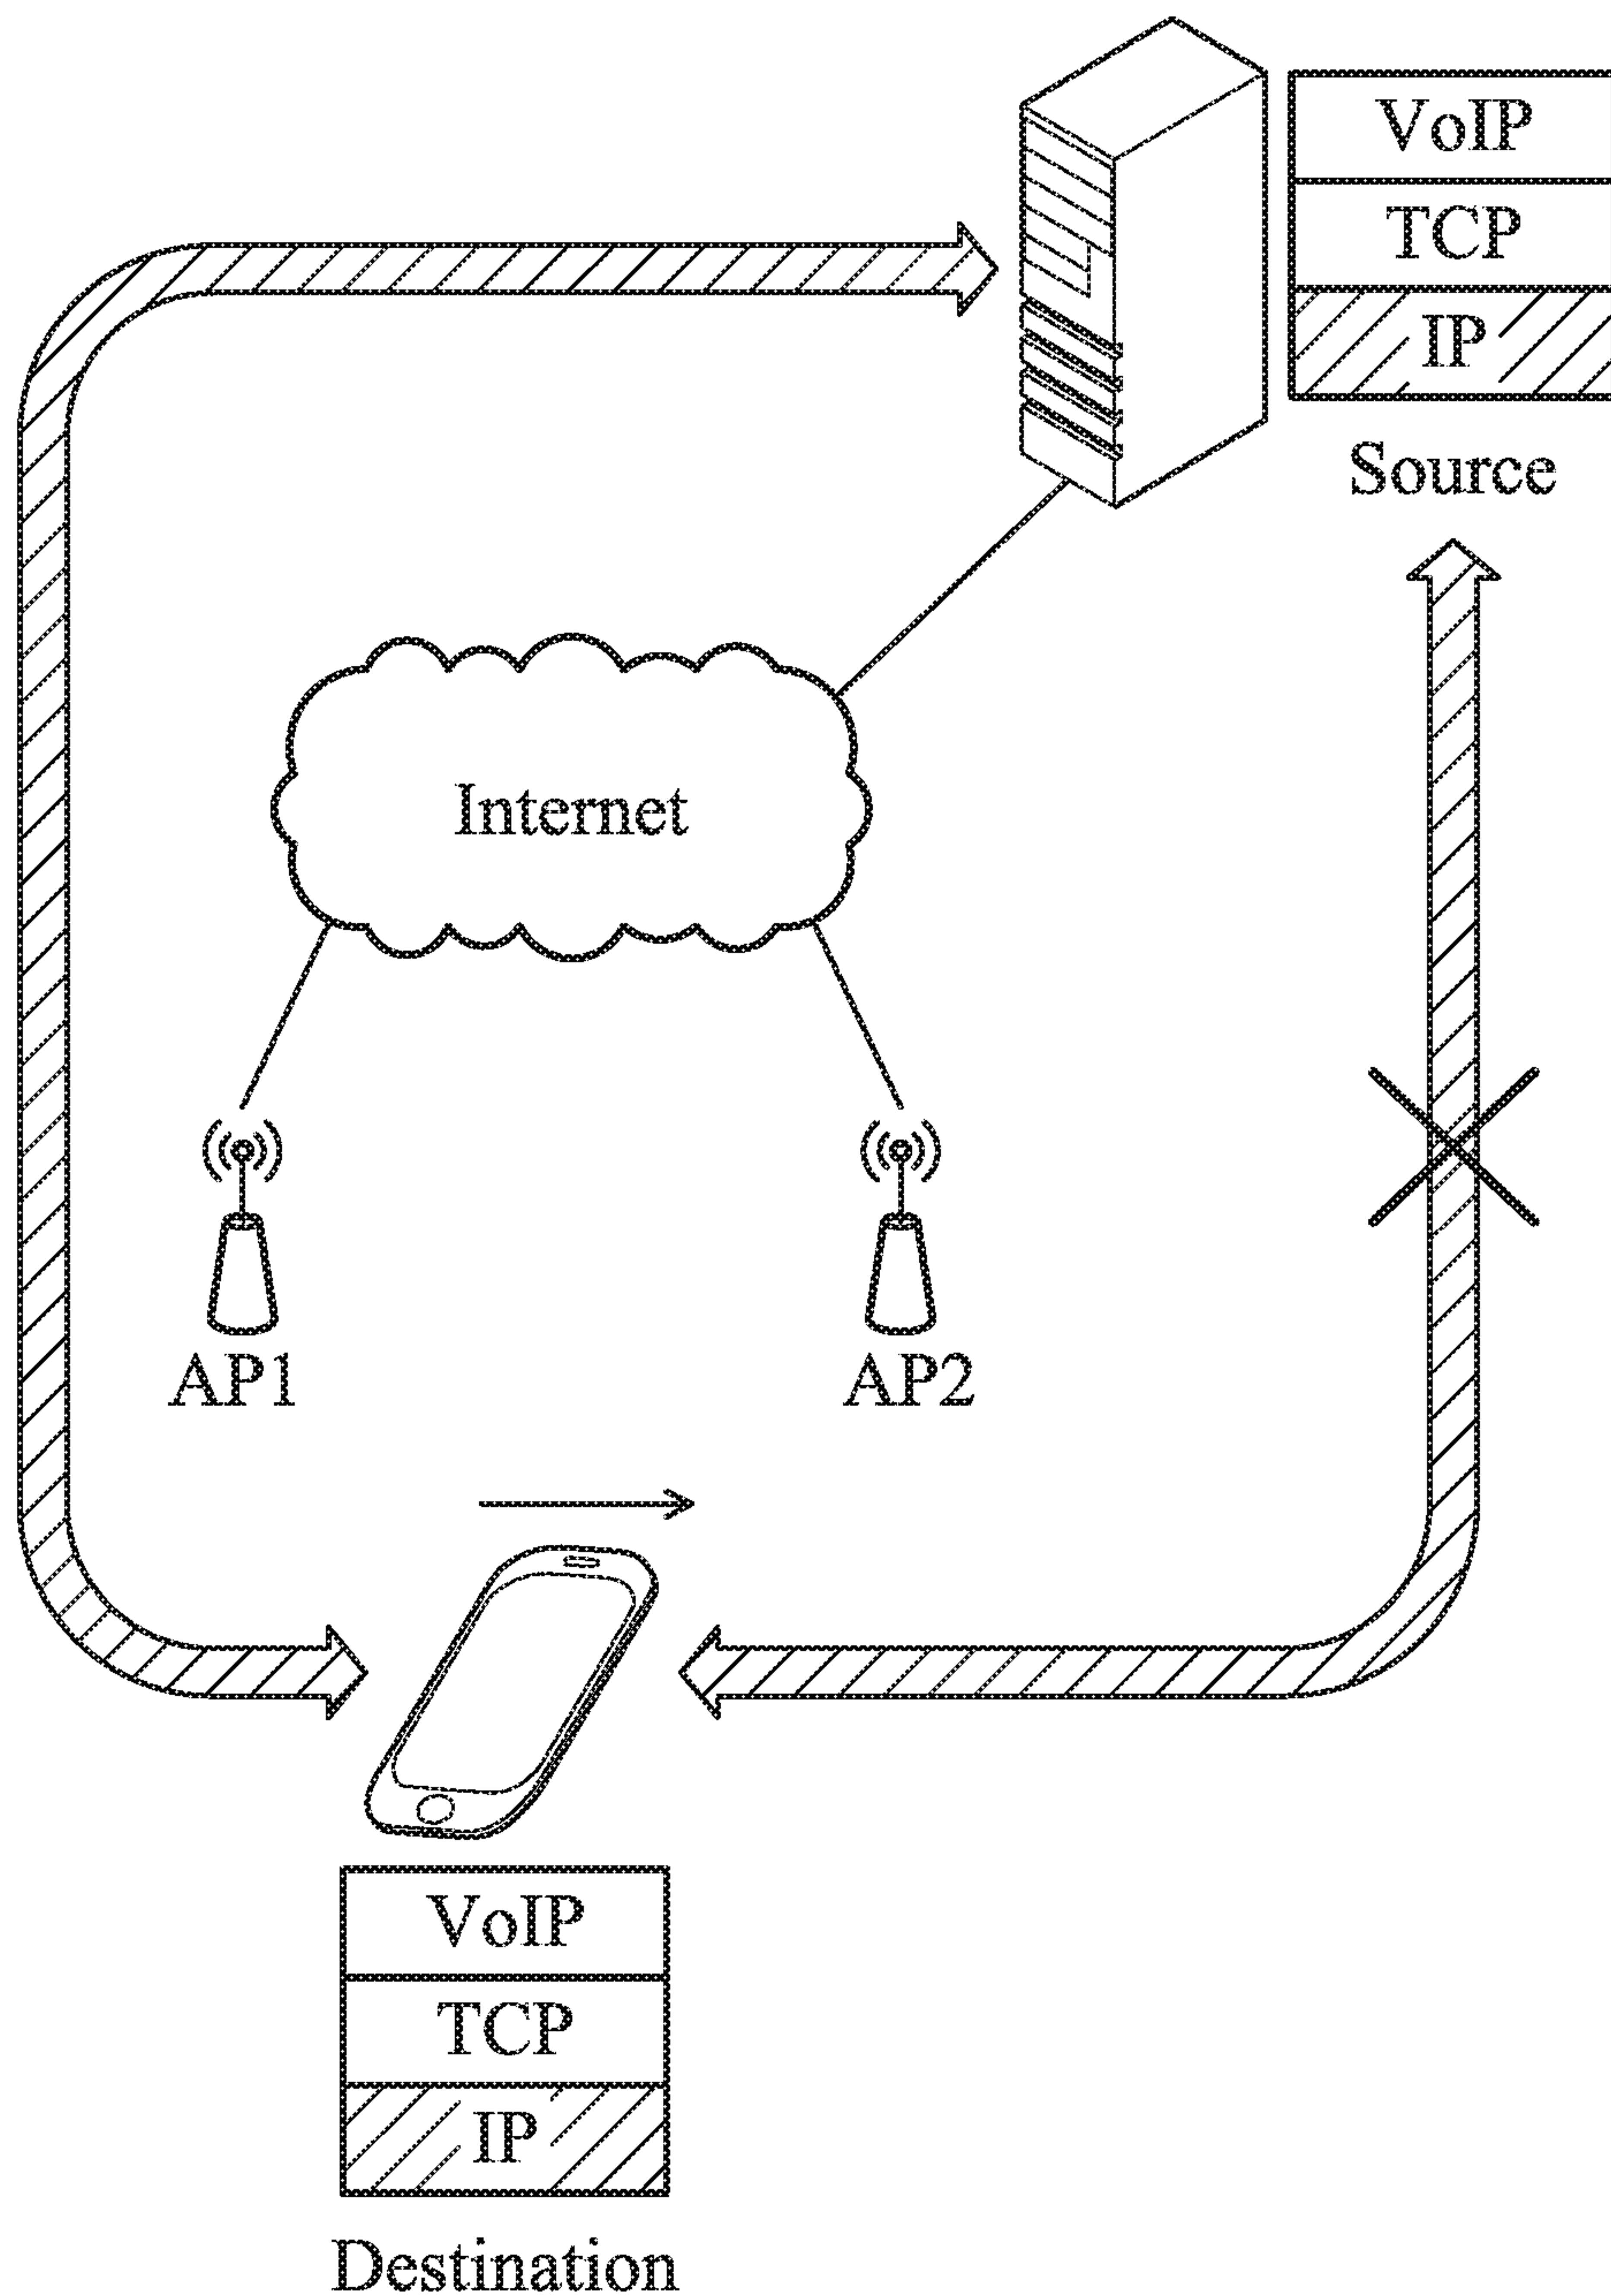 VoIP
TCP
IP
Source
Internet
AP1
AP2
VoIP
TCP
IP
Destination